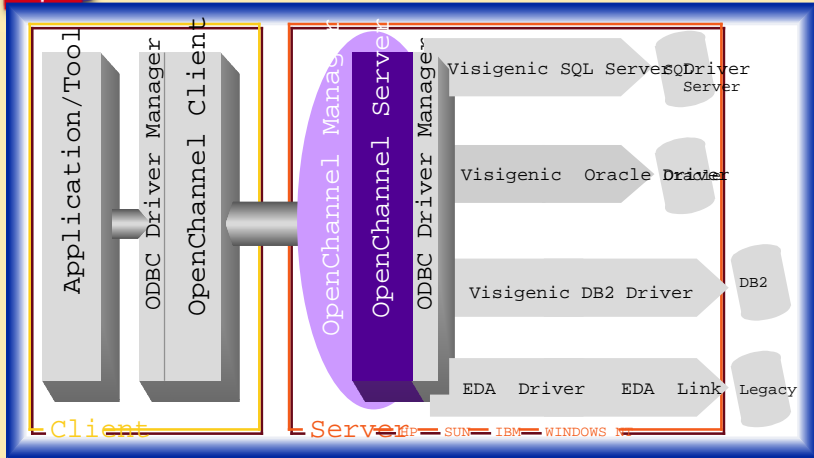 Application/Tool
ODBC Driver Manager
OpenChannel Client
OpenChannel Manager
OpenChannel Server
ODBC Driver Manager
Visigenic SQL Server Driver
SQL
Server
Visigenic Oracle Driver
Oracle
Visigenic DB2 Driver
DB2
EDA Driver EDA Link
Legacy
Client
Server
HP SUN IBM WINDOWS NT